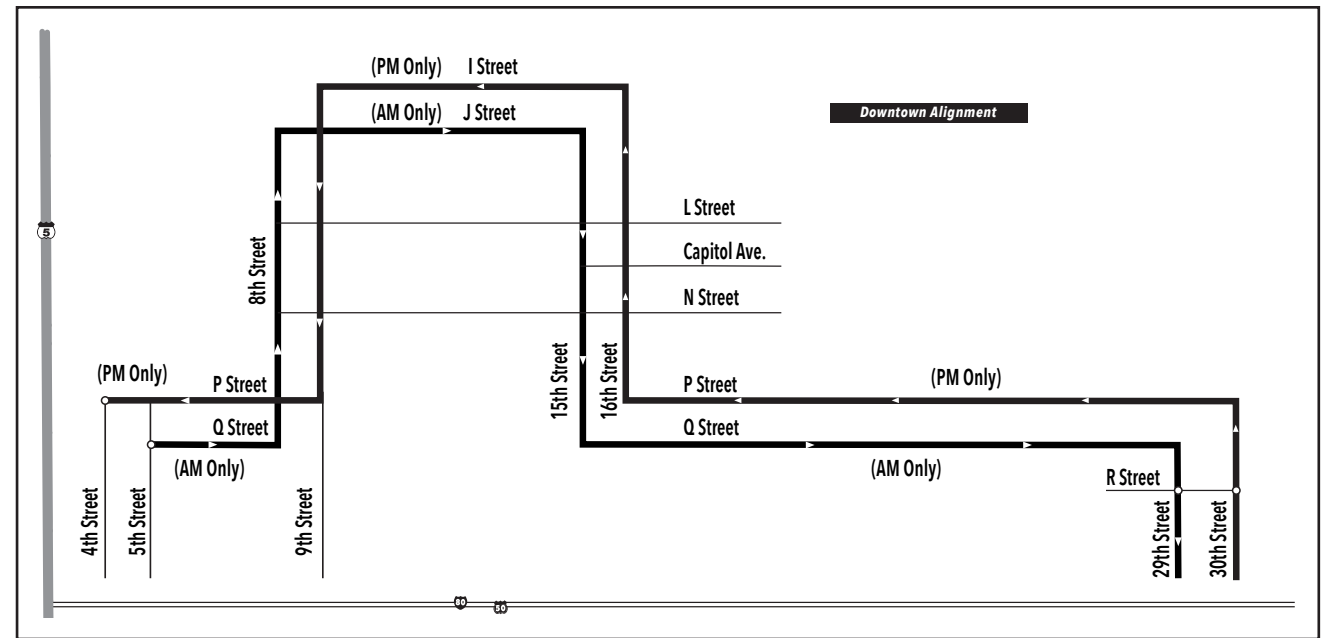 (PM Only) I Street
(AM Only) J Street
Downtown Alignment
L Street
5
Capitol Ave.
8th Street
N Street
15th Street
16th Street
(PM Only)
P Street
P Street
(PM Only)
Q Street
Q Street
(AM Only)
(AM Only)
R Street
4th Street
5th Street
9th Street
29th Street
30th Street
80
50